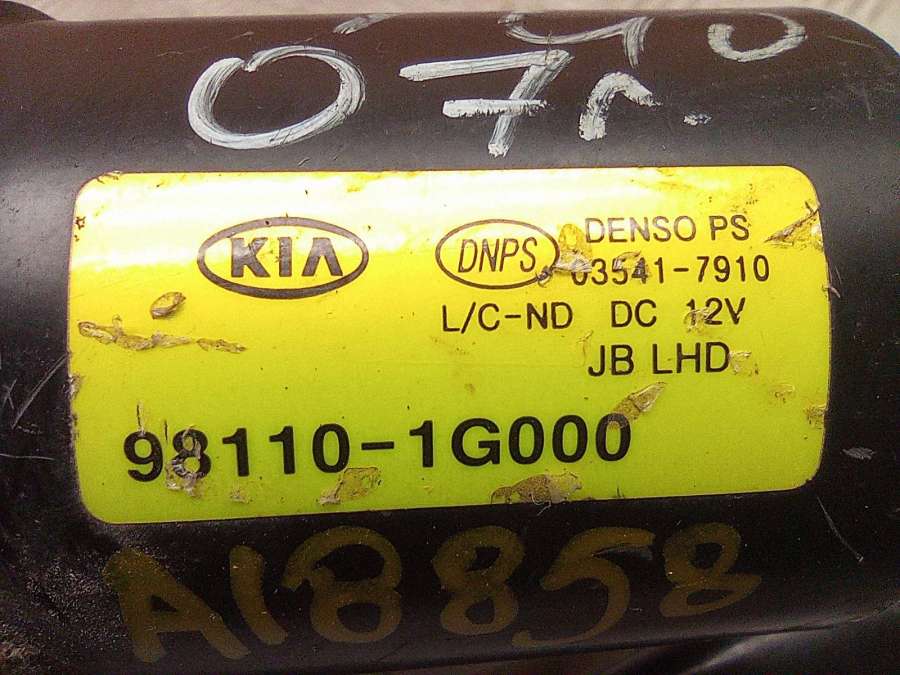 07г.
KIA
DNPS
DENSO PS
03541-7910
L/C-ND DC 12V
JB LHD
98110-1G000
A18858